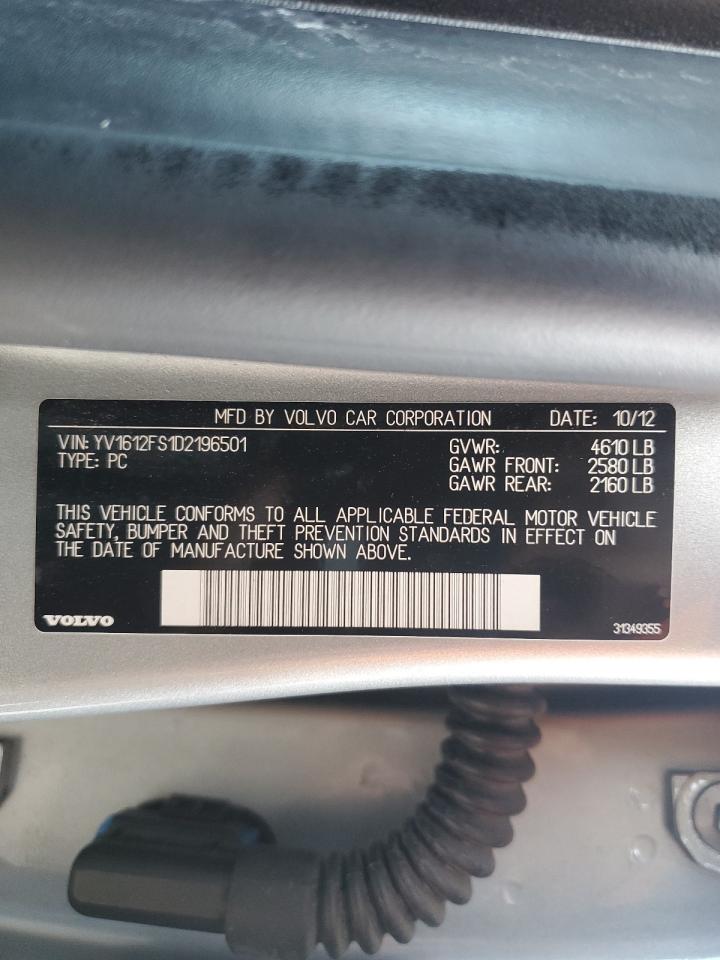 MFD BY VOLVO CAR CORPORATION DATE: 10/12
VIN: YV1612FS1D2196501 GVWR: 4610 LB
TYPE: PC GAWR FRONT: 2580 LB
GAWR REAR: 2160 LB
THIS VEHICLE CONFORMS TO ALL APPLICABLE FEDERAL MOTOR VEHICLE
SAFETY, BUMPER AND THEFT PREVENTION STANDARDS IN EFFECT ON
THE DATE OF MANUFACTURE SHOWN ABOVE.
VOLVO 31349355